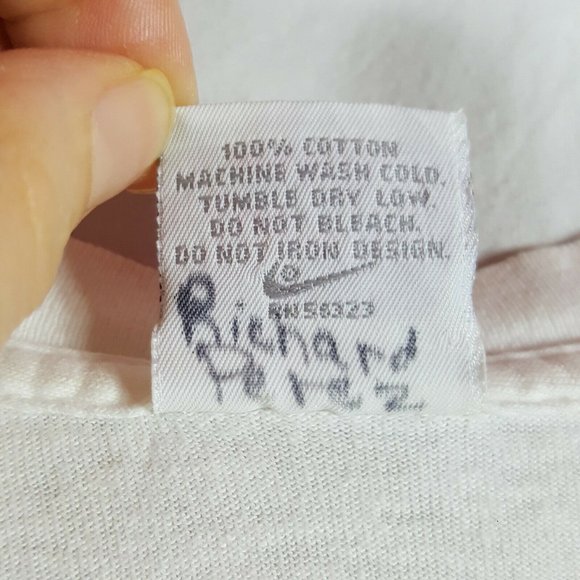 100% COTTON
MACHINE WASH COLD.
TUMBLE DRY LOW.
DO NOT BLEACH.
DO NOT IRON DESIGN.
®
RN56323
Richard
Perez